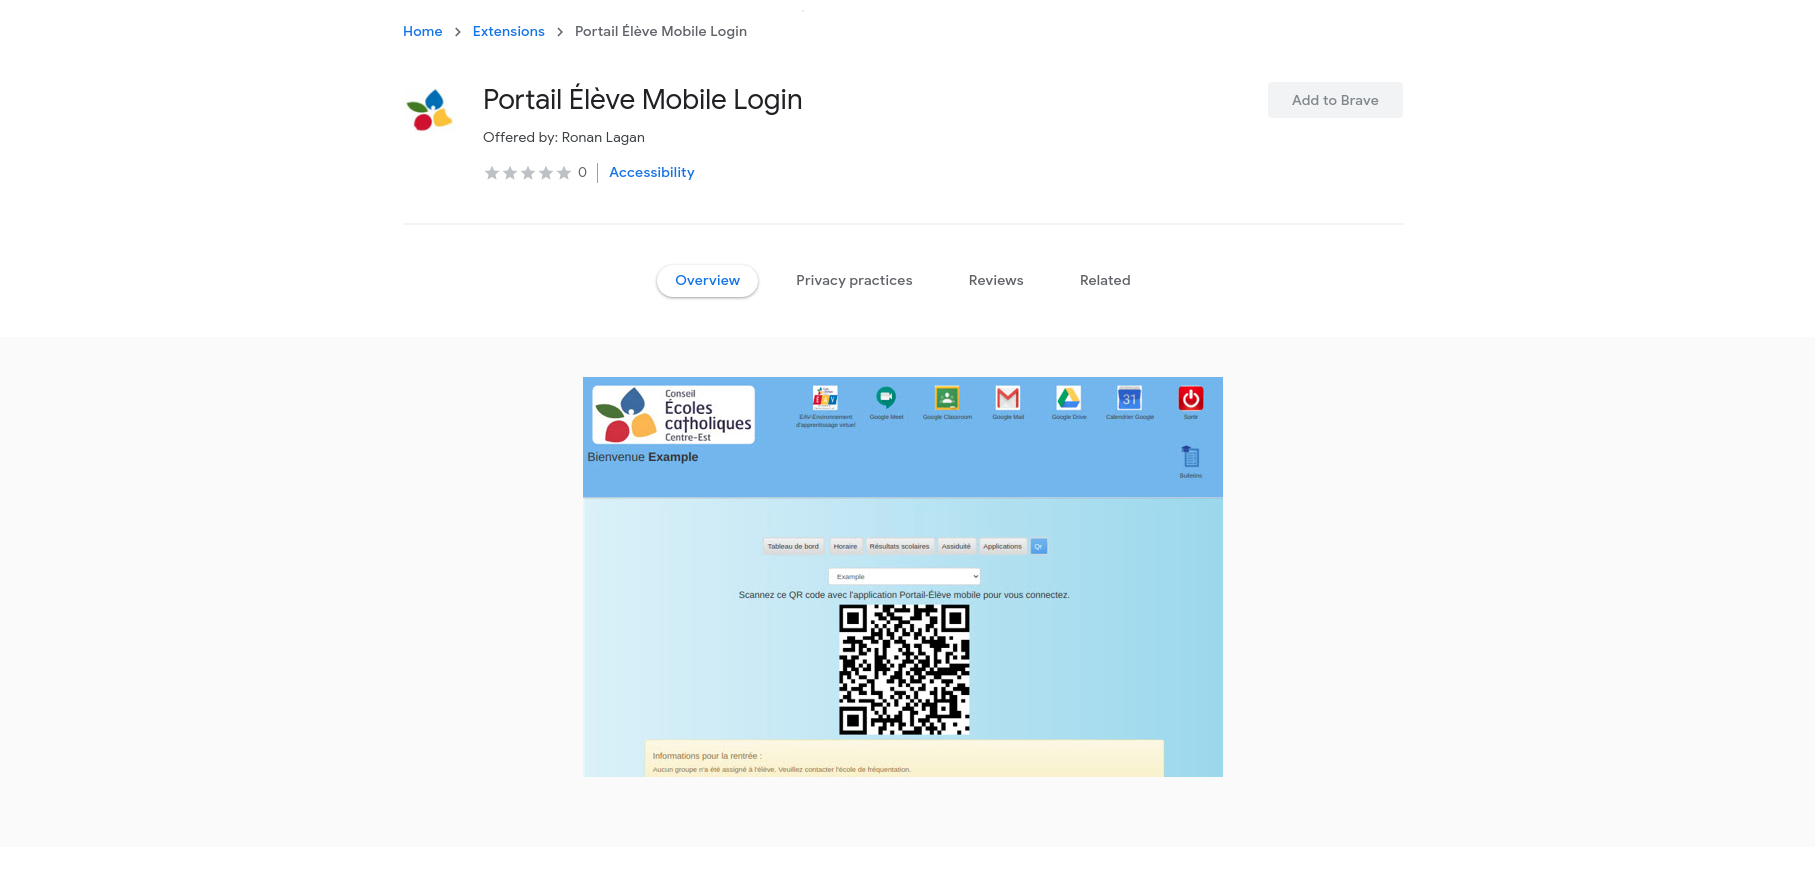 Home > Extensions > Portail Élève Mobile Login
Portail Élève Mobile Login
Add to Brave
Offered by: Ronan Lagan
0
Accessibility
Overview
Privacy practices
Reviews
Related
Conseil
Écoles
catholiques
Centre-Est
Bienvenue Example
EAV
EAV-Environnement
d'apprentissage virtuel
Google Meet
Google Classroom
Google Mail
Google Drive
31
Calendrier Google
Sortir
Bulletins
Tableau de bord
Horaire
Résultats scolaires
Assiduité
Applications
Qr
Example
Scannez ce QR code avec l'application Portail-Élève mobile pour vous connectez.
Informations pour la rentrée :
Aucun groupe n'a été assigné à l'élève. Veuillez contacter l'école de fréquentation.